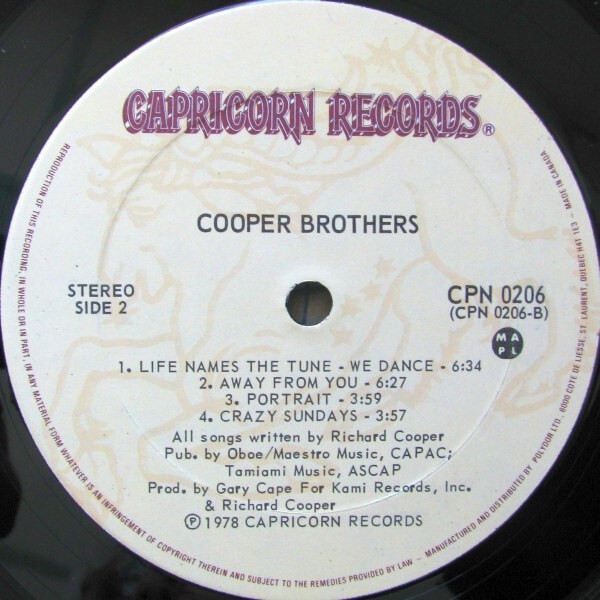 CAPRICORN RECORDS®
COOPER BROTHERS
STEREO
SIDE 2
CPN 0206
(CPN 0206-B)
M A
P L
1. LIFE NAMES THE TUNE - WE DANCE - 6:34
2. AWAY FROM YOU - 6:27
3. PORTRAIT - 3:59
4. CRAZY SUNDAYS - 3:57
All songs written by Richard Cooper
Pub. by Oboe/Maestro Music, CAPAC;
Tamiami Music, ASCAP
Prod. by Gary Cape For Kami Records, Inc.
& Richard Cooper
℗ 1978 CAPRICORN RECORDS
REPRODUCTION OF THIS RECORDING, IN WHOLE OR IN PART, IN ANY MATERIAL FORM WHATEVER IS AN INFRINGEMENT OF COPYRIGHT THEREIN AND SUBJECT TO THE REMEDIES PROVIDED BY LAW – MANUFACTURED AND DISTRIBUTED BY POLYDOR LTD., 6000 COTE DE LIESSE, ST. LAURENT, QUEBEC H4T 1E3 – MADE IN CANADA.